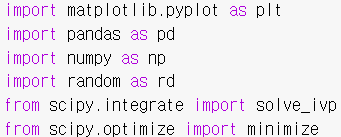 import matplotlib.pyplot as plt
import pandas as pd
import numpy as np
import random as rd
from scipy.integrate import solve_ivp
from scipy.optimize import minimize